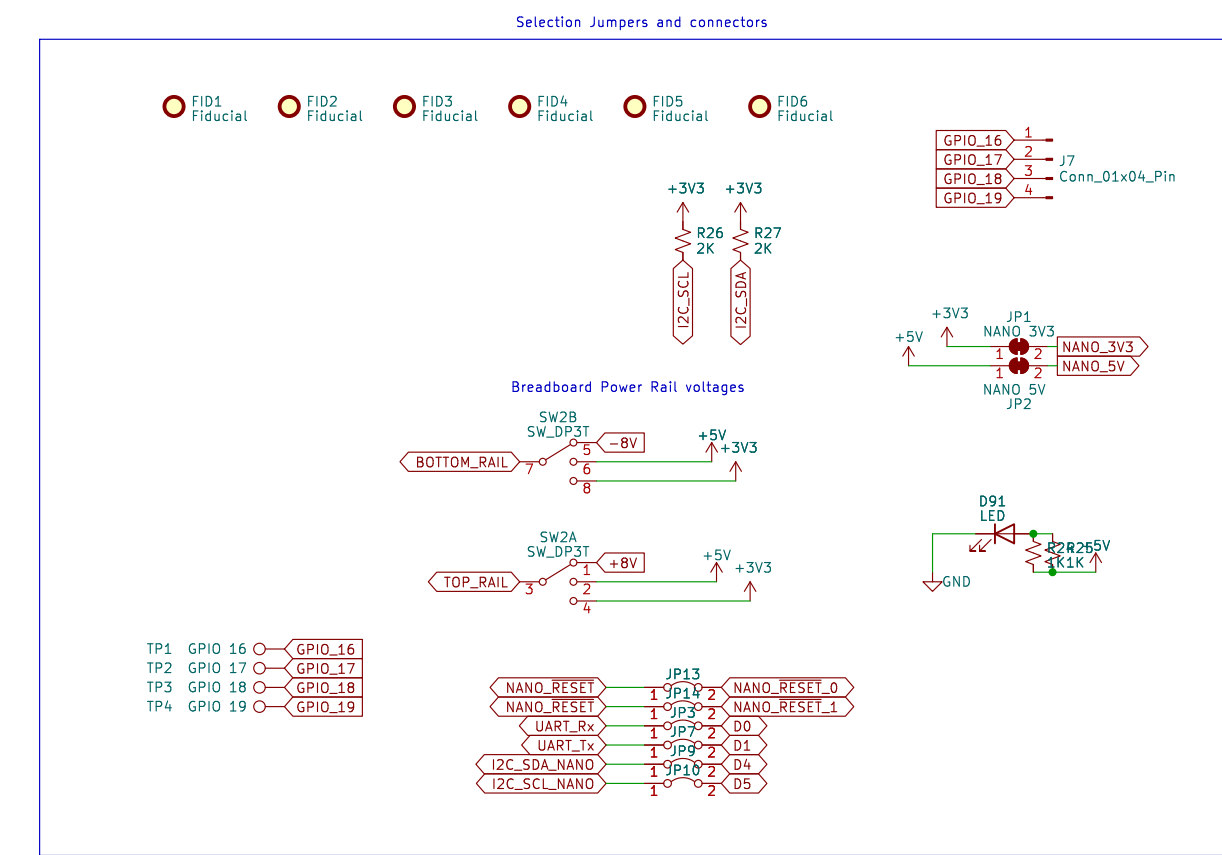 Selection Jumpers and connectors
FID1
Fiducial
FID2
Fiducial
FID3
Fiducial
FID4
Fiducial
FID5
Fiducial
FID6
Fiducial
GPIO_16 1
GPIO_17 2
GPIO_18 3
GPIO_19 4
J7
Conn_01x04_Pin
+3V3
R26
2K
I2C_SCL
+3V3
R27
2K
I2C_SDA
+3V3
+5V
JP1
NANO 3V3
1 2 NANO_3V3
1 2 NANO_5V
NANO 5V
JP2
Breadboard Power Rail voltages
SW2B
SW_DP3T
BOTTOM_RAIL 7
5 -8V
6 +5V
8 +3V3
SW2A
SW_DP3T
TOP_RAIL 3
1 +8V
2 +5V
4 +3V3
D91
LED
R24
1K
R25
1K
+5V
GND
TP1 GPIO 16 GPIO_16
TP2 GPIO 17 GPIO_17
TP3 GPIO 18 GPIO_18
TP4 GPIO 19 GPIO_19
JP13
NANO_RESET 1 2 NANO_RESET_0
JP14
NANO_RESET 1 2 NANO_RESET_1
JP3
UART_Rx 1 2 D0
JP7
UART_Tx 1 2 D1
JP9
I2C_SDA_NANO 1 2 D4
JP10
I2C_SCL_NANO 1 2 D5